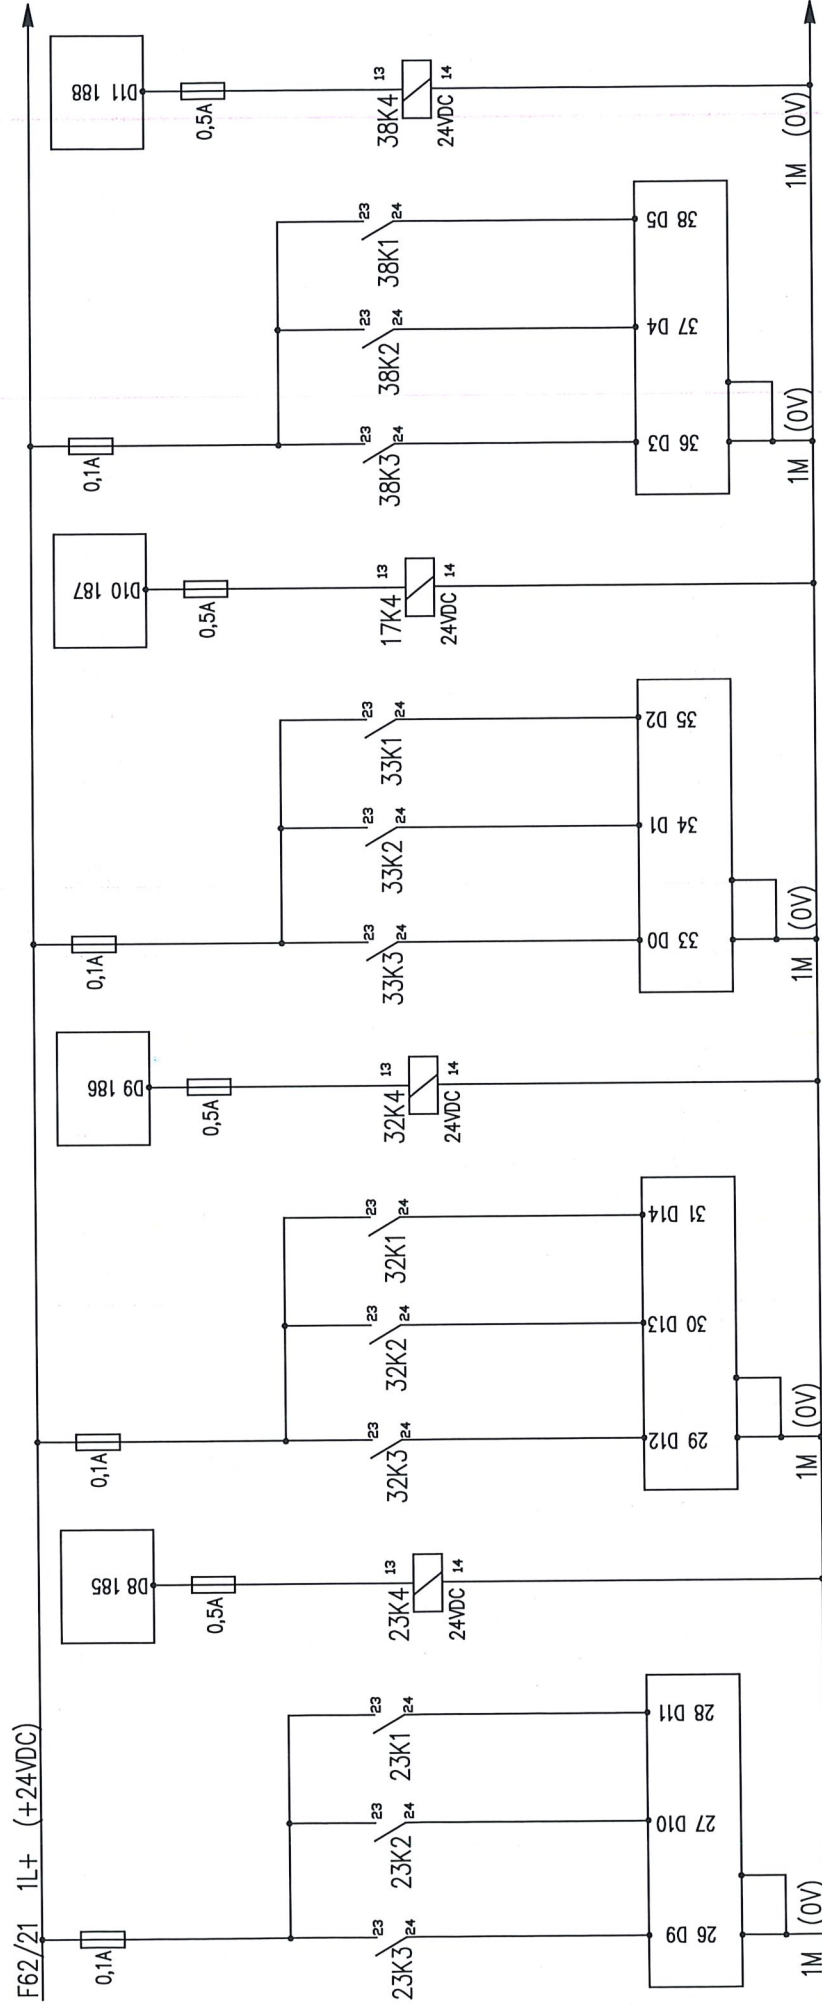 F62/21 1L+ (+24VDC)
0,1A
23K3
23
24
23K2
23
24
23K1
23
24
26 D9
27 D10
28 D11
1M (0V)
D8 185
0,5A
23K4
13
14
24VDC
0,1A
32K3
23
24
32K2
23
24
32K1
23
24
29 D12
30 D13
31 D14
1M (0V)
D9 186
0,5A
32K4
13
14
24VDC
0,1A
33K3
23
24
33K2
23
24
33K1
23
24
33 D0
34 D1
35 D2
1M (0V)
D10 187
0,5A
17K4
13
14
24VDC
0,1A
38K3
23
24
38K2
23
24
38K1
23
24
36 D3
37 D4
38 D5
1M (0V)
D11 188
0,5A
38K4
13
14
24VDC
1M (0V)